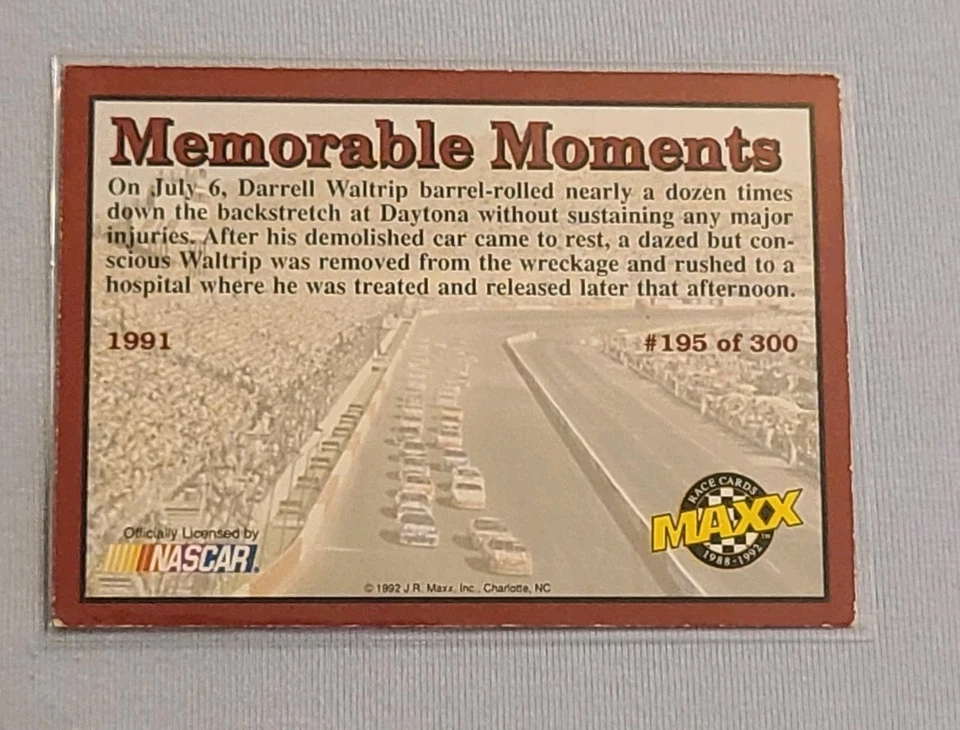 Memorable Moments
On July 6, Darrell Waltrip barrel-rolled nearly a dozen times
down the backstretch at Daytona without sustaining any major
injuries. After his demolished car came to rest, a dazed but con-
scious Waltrip was removed from the wreckage and rushed to a
hospital where he was treated and released later that afternoon.
1991
#195 of 300
RACE CARDS
MAXX
TM
1988-1992
Officially Licensed by
NASCAR.
© 1992 J.R. Maxx, Inc., Charlotte, NC